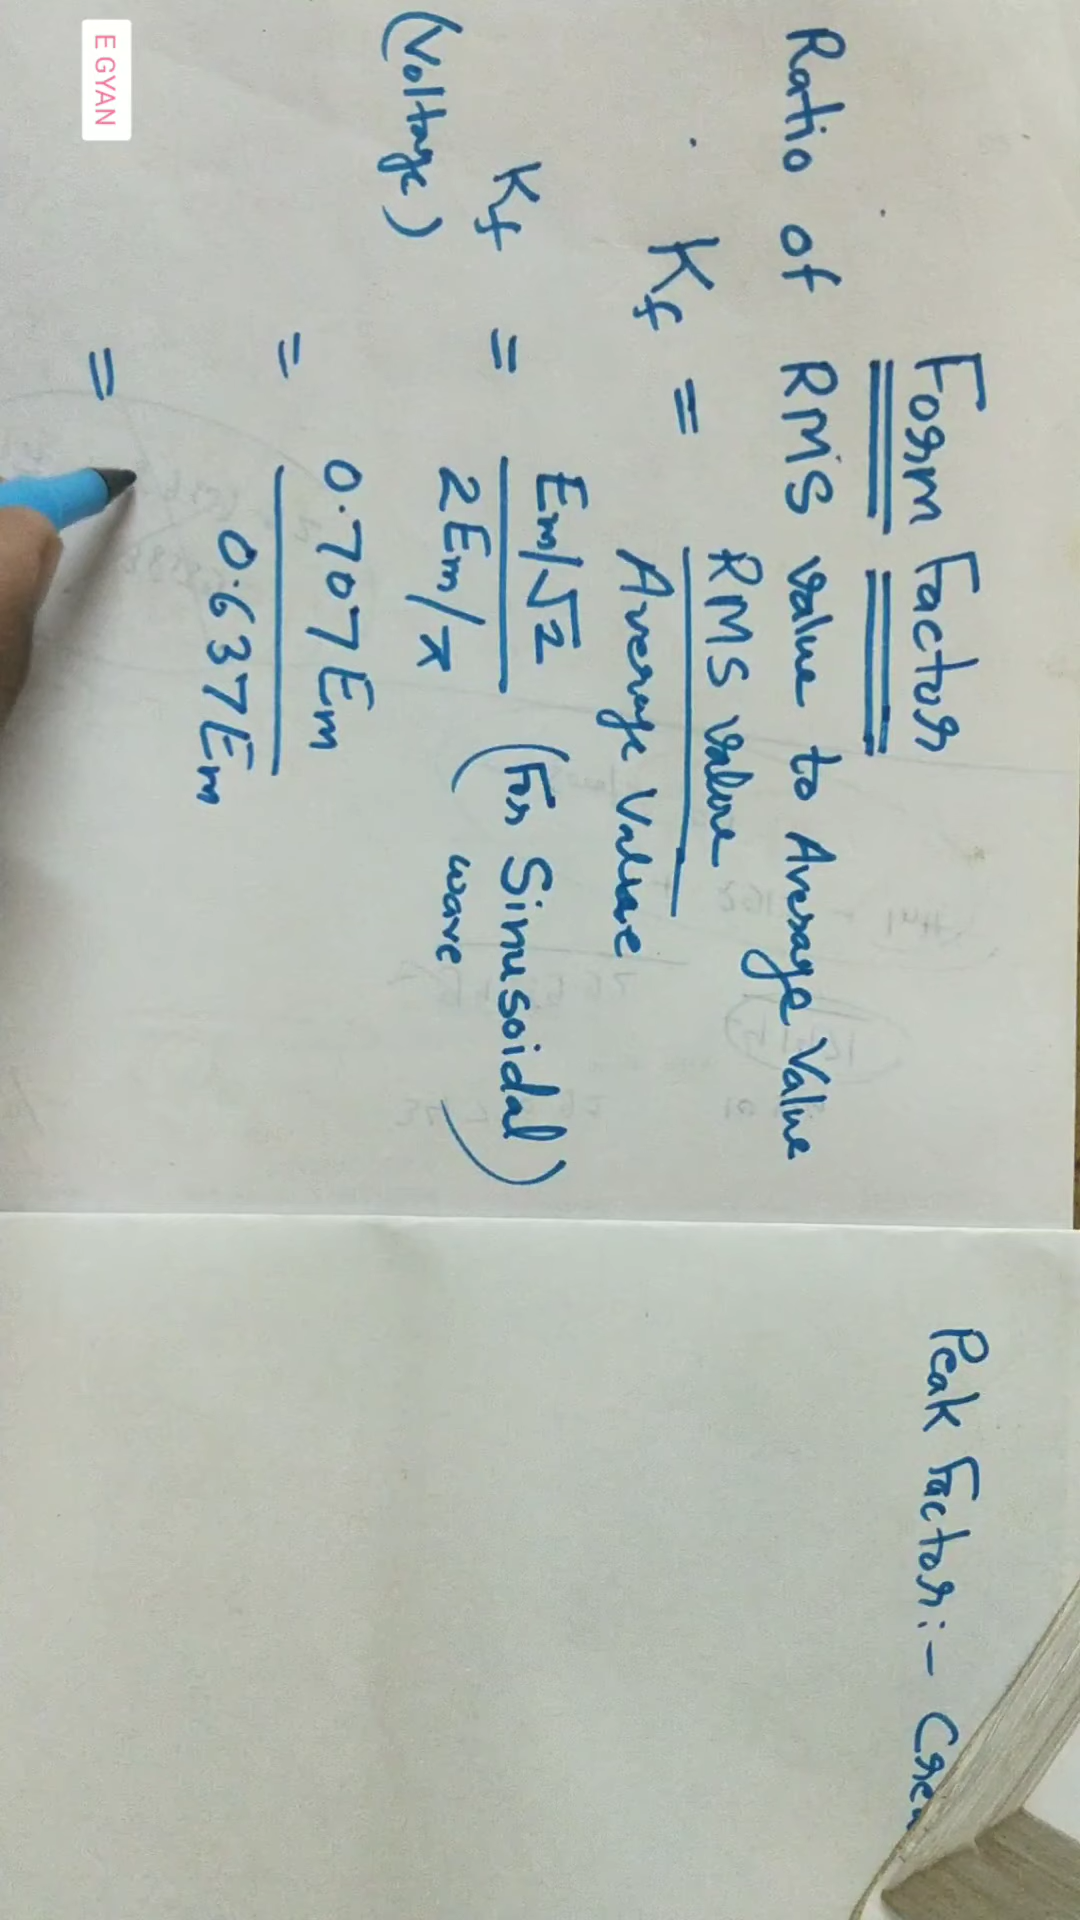 Form Factor
Ratio of RMS value to Average Value
Kf = RMS value
Average Value
Kf = Em/√2 (For Sinusoidal
2Em/π wave)
(Voltage)
= 0.707Em
0.637Em
=
Peak Factor:-
E GYAN